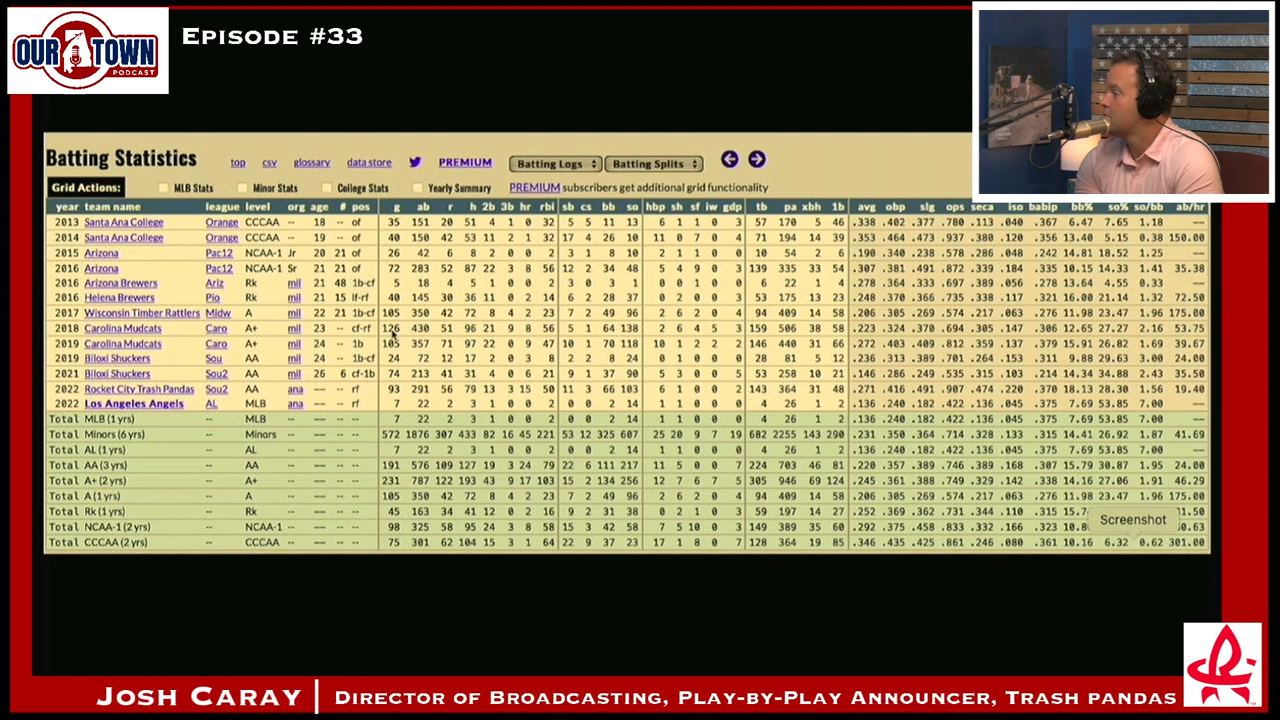 OUR TOWN
PODCAST
EPISODE #33
Batting Statistics top csv glossary data store PREMIUM Batting Logs Batting Splits
Grid Actions: MLB Stats Minor Stats College Stats Yearly Summary PREMIUM subscribers get additional grid functionality
year team name league level org age # pos g ab r h 2b 3b hr rbi sb cs bb so hbp sh sf iw gdp tb pa xbh 1b avg obp slg ops seca iso babip bb% so% so/bb ab/hr
2013 Santa Ana College Orange CCCAA -- 18 -- of 35 151 20 51 4 1 0 32 5 5 11 13 6 1 1 0 3 57 170 5 46 .338 .402 .377 .780 .113 .040 .367 6.47 7.65 1.18
2014 Santa Ana College Orange CCCAA -- 19 -- of 40 150 42 53 11 2 1 32 17 4 26 10 11 0 7 0 4 71 194 14 39 .353 .464 .473 .937 .380 .120 .356 13.40 5.15 0.38 150.00
2015 Arizona Pac12 NCAA-1 Jr 20 21 of 26 42 6 8 2 0 0 2 3 1 8 10 2 1 1 0 0 10 54 2 6 .190 .340 .238 .578 .286 .048 .242 14.81 18.52 1.25 ----
2016 Arizona Pac12 NCAA-1 Sr 21 21 of 72 283 52 87 22 3 8 56 12 2 34 48 5 4 9 0 3 139 335 33 54 .307 .381 .491 .872 .339 .184 .335 10.15 14.33 1.41 35.38
2016 Arizona Brewers Ariz Rk mil 21 48 1b-cf 5 18 4 5 1 0 0 2 3 0 3 1 0 1 0 0 0 6 22 1 4 .278 .381 .333 .714 .389 .056 .278 13.64 4.55 0.33 ----
2016 Helena Brewers Pio Rk mil 21 15 lf-rf 40 145 30 36 11 0 2 14 6 2 28 37 0 2 0 0 3 53 175 13 23 .248 .370 .366 .735 .338 .117 .321 16.00 21.14 1.32 72.50
2017 Wisconsin Timber Rattlers Midw A mil 22 21 1b-cf 105 350 42 72 8 4 2 23 7 2 49 96 2 6 2 0 4 94 409 14 58 .206 .305 .269 .574 .217 .063 .276 11.98 23.47 1.96 175.00
2018 Carolina Mudcats Caro A+ mil 23 -- cf-rf 126 430 51 96 21 9 8 56 5 1 64 138 2 6 4 5 3 159 506 38 58 .223 .324 .370 .694 .305 .147 .306 12.65 27.27 2.16 53.75
2019 Carolina Mudcats Caro A+ mil 24 -- 1b 105 357 71 97 22 0 9 47 10 1 70 118 10 1 2 2 2 146 440 31 66 .272 .403 .409 .812 .359 .137 .379 15.91 26.82 1.69 39.67
2019 Biloxi Shuckers Sou AA mil 24 -- 1b-cf 24 72 12 17 2 0 3 8 2 2 8 24 0 1 0 0 0 28 81 5 12 .236 .313 .389 .701 .264 .153 .311 9.88 29.63 3.00 24.00
2021 Biloxi Shuckers Sou2 AA mil 26 6 cf-1b 74 213 41 31 4 0 6 21 9 1 37 90 5 3 0 0 5 53 258 10 21 .146 .286 .249 .535 .315 .103 .214 14.34 34.88 2.43 35.50
2022 Rocket City Trash Pandas Sou2 AA ana -- -- rf 93 291 56 79 13 3 15 50 11 3 66 103 6 1 0 0 2 143 364 31 48 .271 .416 .491 .907 .474 .220 .370 18.13 28.30 1.56 19.40
2022 Los Angeles Angels AL MLB ana -- -- rf 7 22 2 3 1 0 0 2 0 0 2 14 1 1 0 0 0 4 26 1 2 .136 .240 .182 .422 .136 .045 .375 7.69 53.85 7.00 ----
Total MLB (1 yrs) -- MLB -- -- -- -- 7 22 2 3 1 0 0 2 0 0 2 14 1 1 0 0 0 4 26 1 2 .136 .240 .182 .422 .136 .045 .375 7.69 53.85 7.00 ----
Total Minors (6 yrs) -- Minors -- -- -- -- 572 1876 307 433 82 16 45 221 53 12 325 607 25 20 9 7 19 682 2255 143 290 .231 .350 .364 .714 .328 .133 .315 14.41 26.92 1.87 41.69
Total AL (1 yrs) -- AL -- -- -- -- 7 22 2 3 1 0 0 2 0 0 2 14 1 1 0 0 0 4 26 1 2 .136 .240 .182 .422 .136 .045 .375 7.69 53.85 7.00 ----
Total AA (3 yrs) -- AA -- -- -- -- 191 576 109 127 19 3 24 79 22 6 111 217 11 5 0 0 7 224 703 46 81 .220 .357 .389 .746 .389 .168 .307 15.79 30.87 1.95 24.00
Total A+ (2 yrs) -- A+ -- -- -- -- 231 787 122 193 43 9 17 103 15 2 134 256 12 7 6 7 5 305 946 69 124 .245 .361 .388 .749 .329 .142 .338 14.16 27.06 1.91 46.29
Total A (1 yrs) -- A -- -- -- -- 105 350 42 72 8 4 2 23 7 2 49 96 2 6 2 0 4 94 409 14 58 .206 .305 .269 .574 .217 .063 .276 11.98 23.47 1.96 175.00
Total Rk (1 yrs) -- Rk -- -- -- -- 45 163 34 41 12 0 2 16 9 2 31 38 0 2 1 0 3 59 197 14 27 .252 .369 .362 .731 .344 .110 .315
Total NCAA-1 (2 yrs) -- NCAA-1 -- -- -- -- 98 325 58 95 24 3 8 58 15 3 42 58 7 5 10 0 3 149 389 35 60 .292 .375 .458 .833 .332 .166 .323
Total CCCAA (2 yrs) -- CCCAA -- -- -- -- 75 301 62 104 15 3 1 64 22 9 37 23 17 1 8 0 7 128 364 19 85 .346 .435 .425 .861 .246 .080 .361 10.16 6.32 0.62 301.00
Screenshot
JOSH CARAY | DIRECTOR OF BROADCASTING, PLAY-BY-PLAY ANNOUNCER, TRASH PANDAS